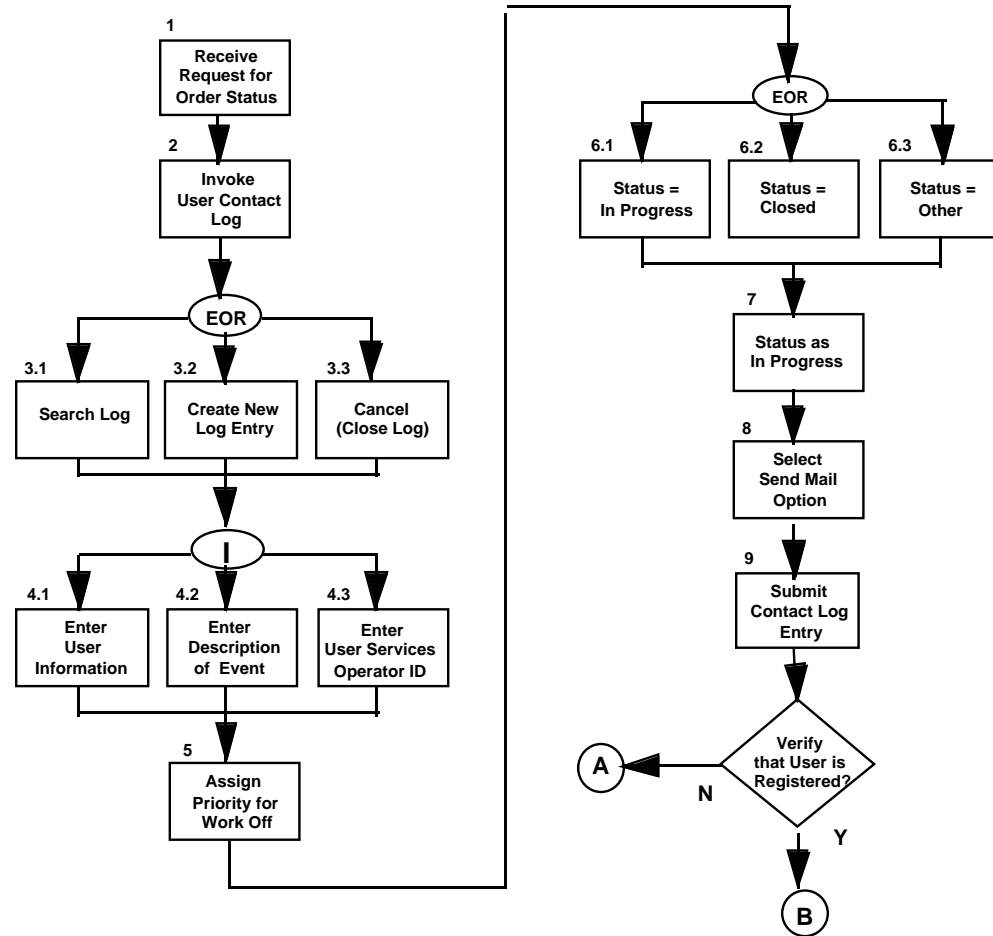 1
Receive
Request for
Order Status
2
Invoke
User Contact
Log
EOR
3.1
Search Log
3.2
Create New
Log Entry
3.3
Cancel
(Close Log)
I
4.1
Enter
User
Information
4.2
Enter
Description
of Event
4.3
Enter
User Services
Operator ID
5
Assign
Priority for
Work Off
EOR
6.1
Status =
In Progress
6.2
Status =
Closed
6.3
Status =
Other
7
Status as
In Progress
8
Select
Send Mail
Option
9
Submit
Contact Log
Entry
Verify
that User is
Registered?
N
A
Y
B